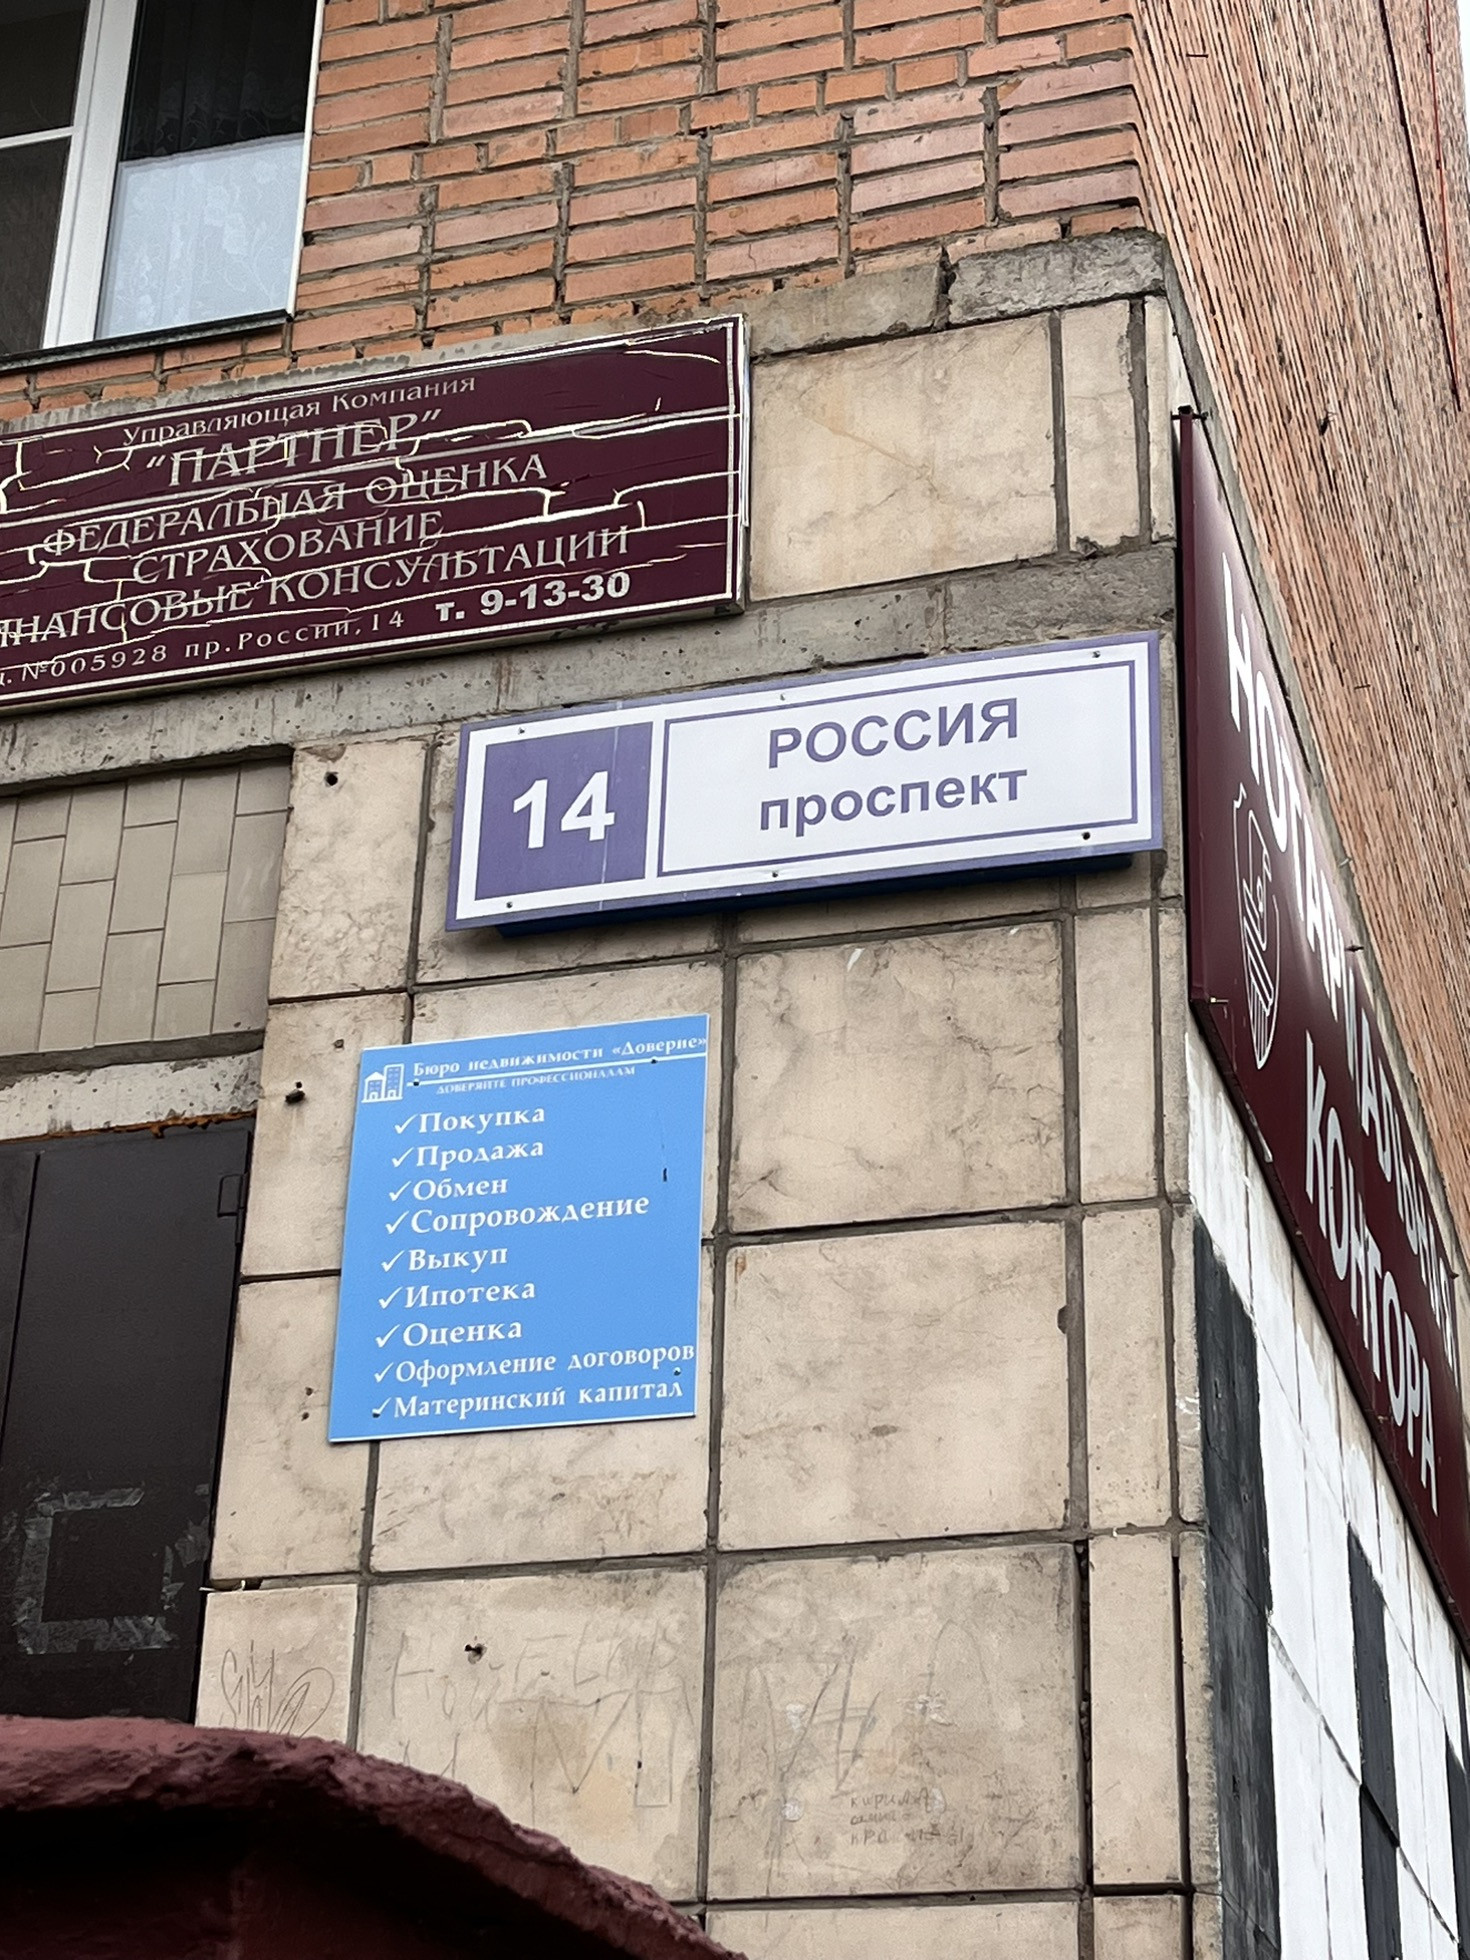 Управляющая Компания
"ПАРТНЕР"
ФЕДЕРАЛЬНАЯ ОЦЕНКА
СТРАХОВАНИЕ
КОНСУЛЬТАЦИИ
№005928 пр.России,14 т. 9-13-30
14
РОССИЯ
проспект
Бюро недвижимости «Доверие»
ДОВЕРЯЙТЕ ПРОФЕССИОНАЛАМ
✓Покупка
✓Продажа
✓Обмен
✓Сопровождение
✓Выкуп
✓Ипотека
✓Оценка
✓Оформление договоров
✓Материнский капитал
НОТАРИАЛЬНАЯ
КОНТОРА